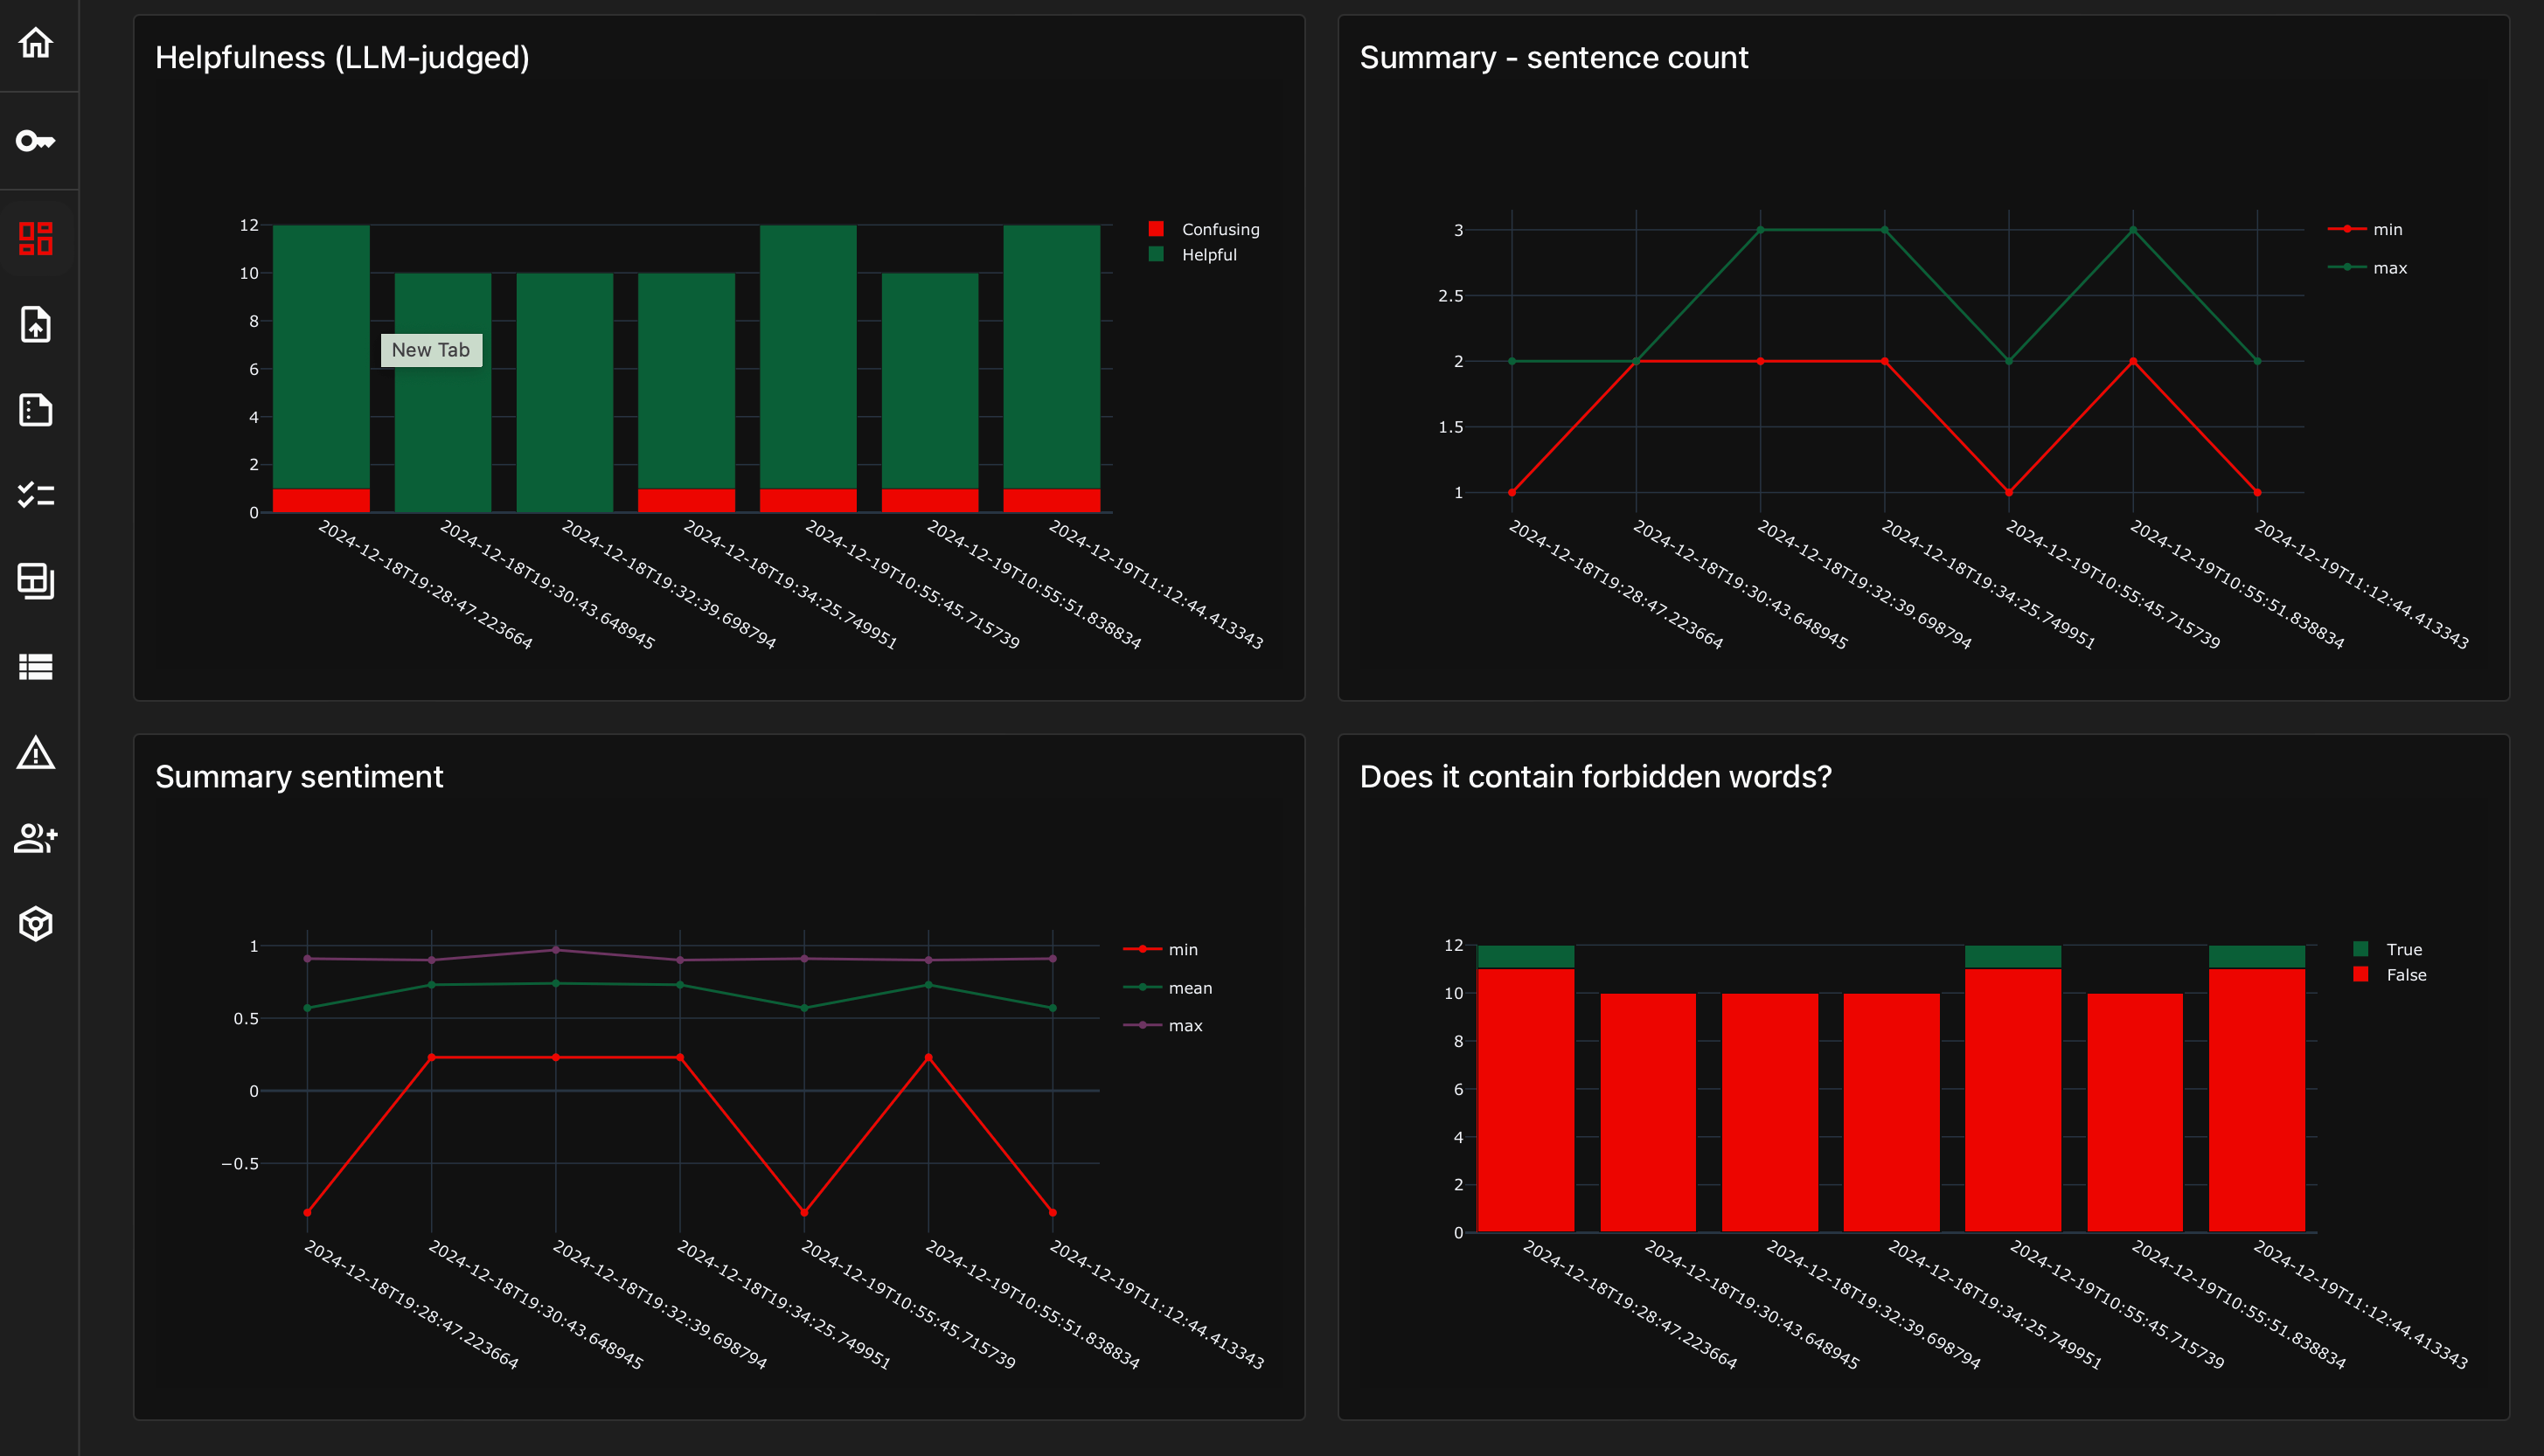 Helpfulness (LLM-judged)
12
10
8
6
4
2
0
New Tab
Confusing
Helpful
2024-12-18T19:28:47.223664
2024-12-18T19:30:43.648945
2024-12-18T19:32:39.698794
2024-12-18T19:34:25.749951
2024-12-19T10:55:45.715739
2024-12-19T10:55:51.838834
2024-12-19T11:12:44.413343
Summary - sentence count
3
2.5
2
1.5
1
min
max
2024-12-18T19:28:47.223664
2024-12-18T19:30:43.648945
2024-12-18T19:32:39.698794
2024-12-18T19:34:25.749951
2024-12-19T10:55:45.715739
2024-12-19T10:55:51.838834
2024-12-19T11:12:44.413343
Summary sentiment
1
0.5
0
−0.5
min
mean
max
2024-12-18T19:28:47.223664
2024-12-18T19:30:43.648945
2024-12-18T19:32:39.698794
2024-12-18T19:34:25.749951
2024-12-19T10:55:45.715739
2024-12-19T10:55:51.838834
2024-12-19T11:12:44.413343
Does it contain forbidden words?
12
10
8
6
4
2
0
True
False
2024-12-18T19:28:47.223664
2024-12-18T19:30:43.648945
2024-12-18T19:32:39.698794
2024-12-18T19:34:25.749951
2024-12-19T10:55:45.715739
2024-12-19T10:55:51.838834
2024-12-19T11:12:44.413343